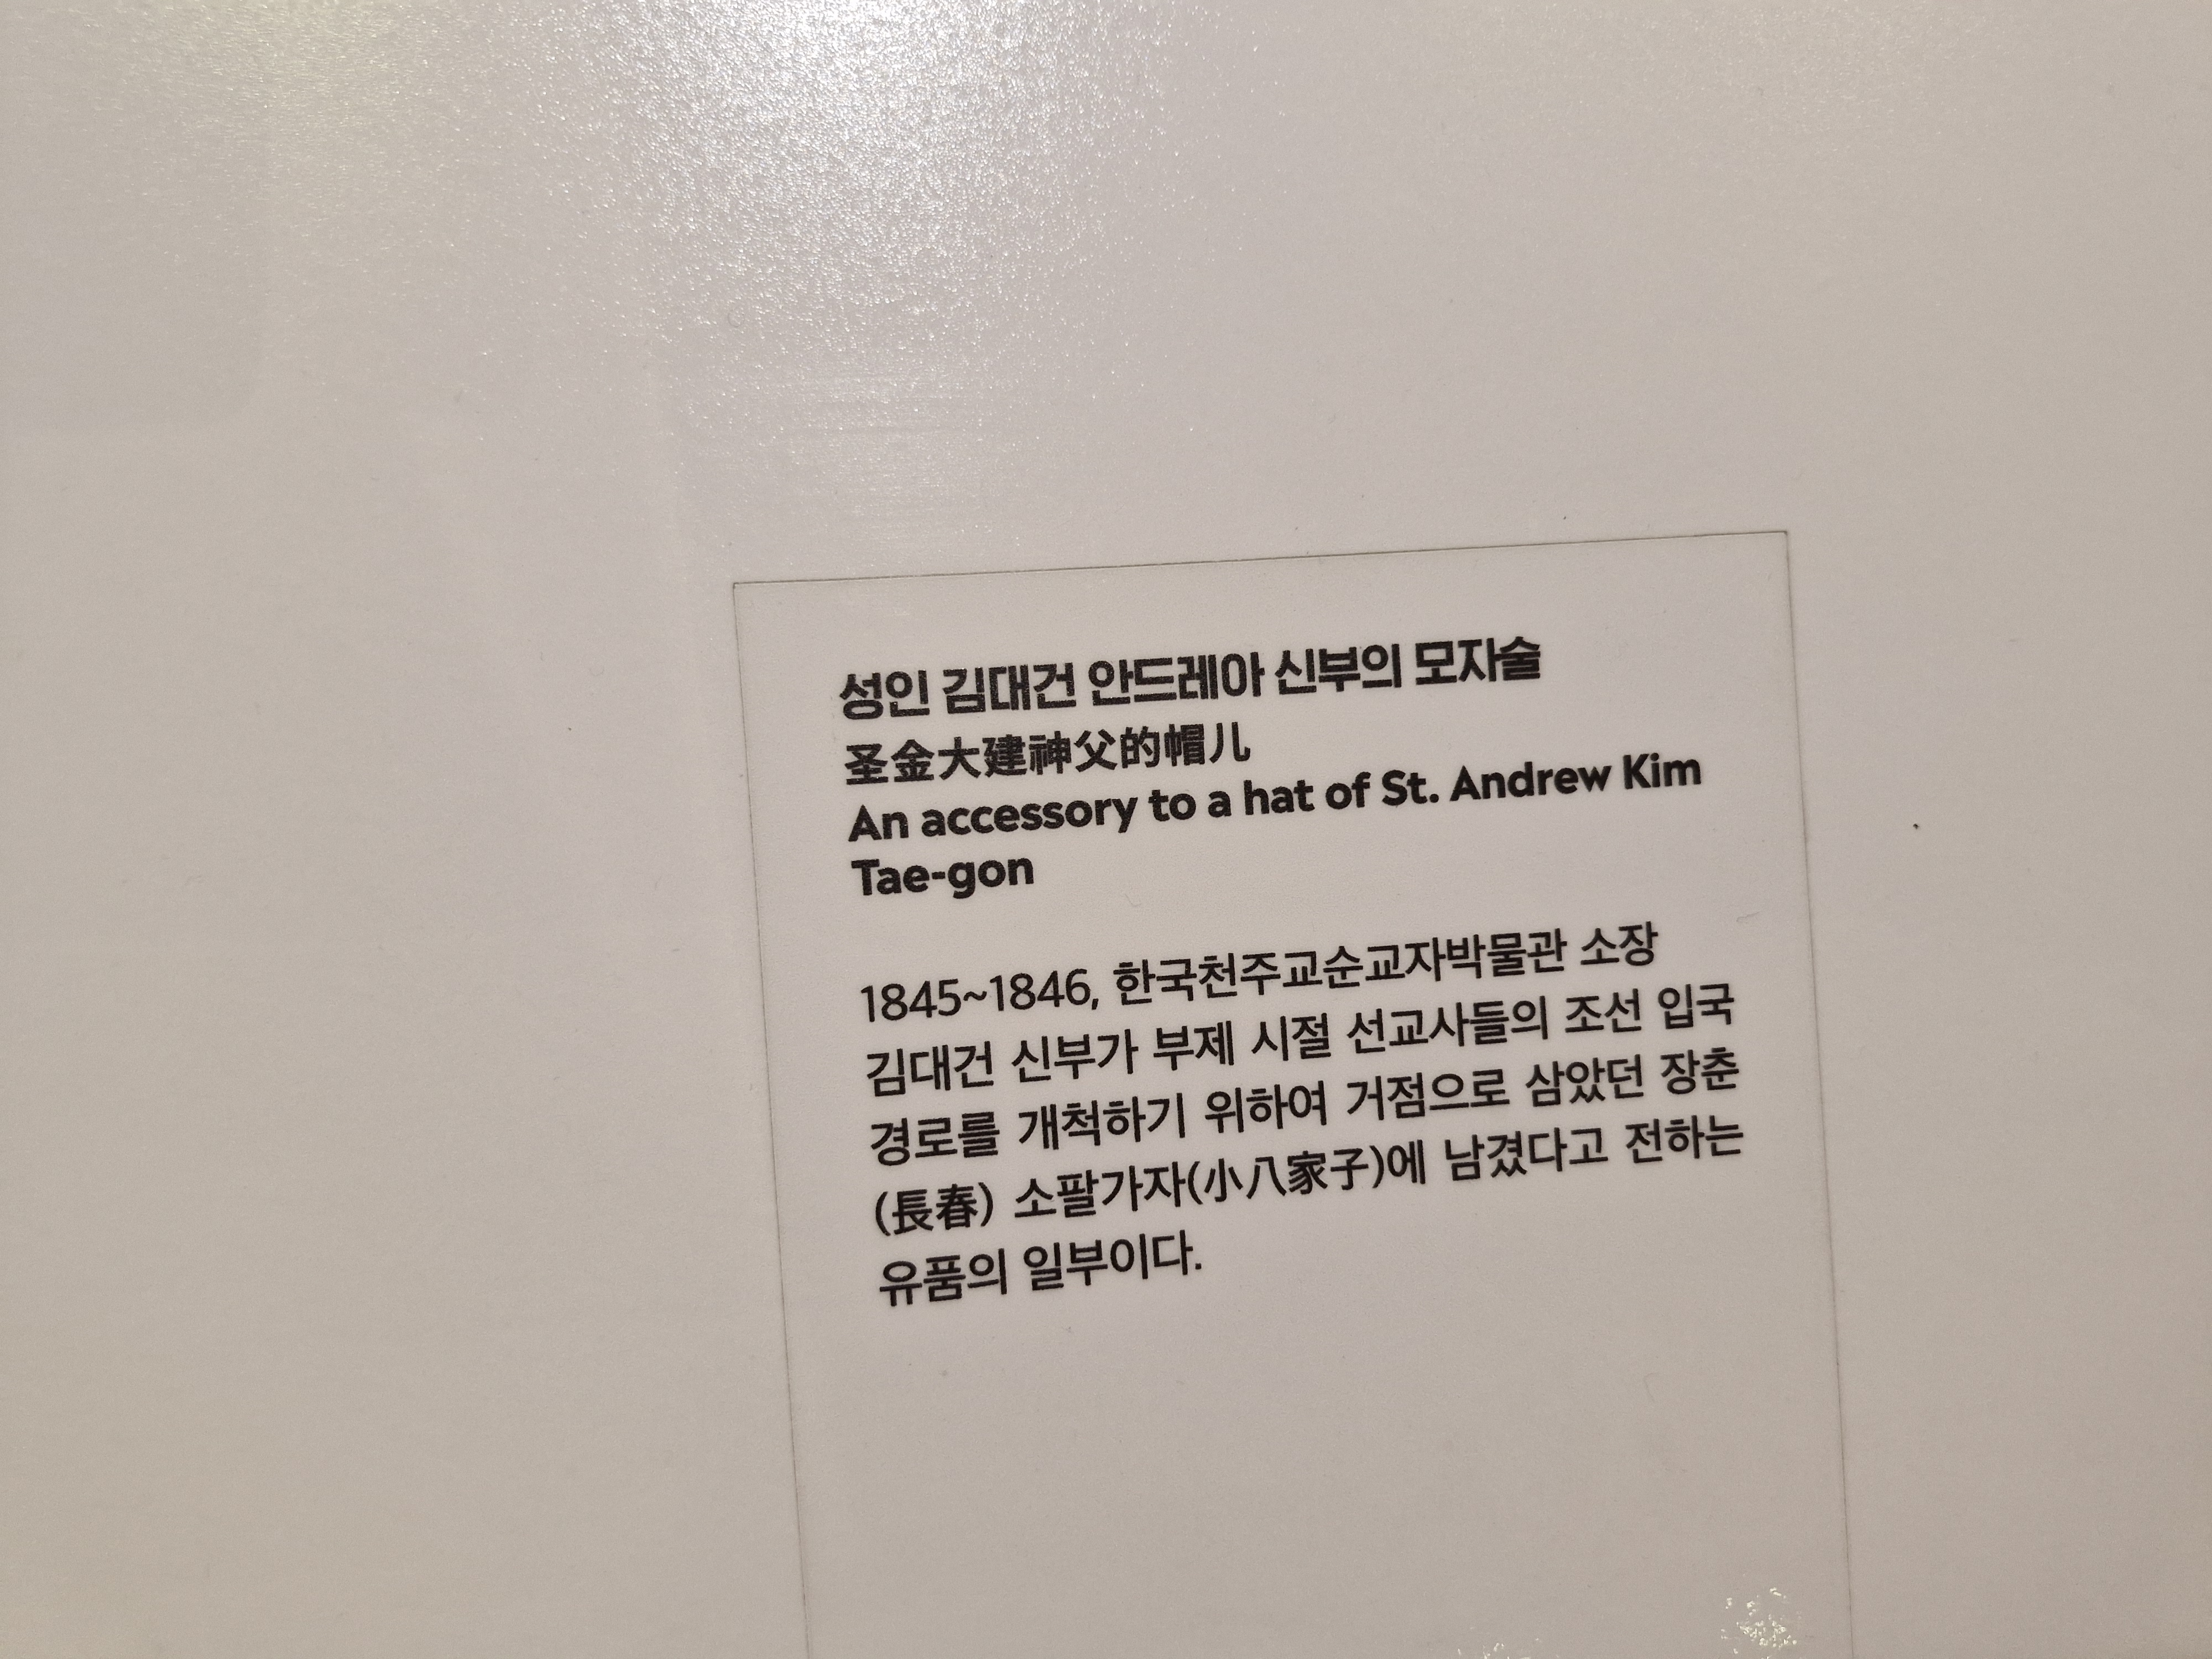 성인 김대건 안드레아 신부의 모자술
圣金大建神父的帽儿
An accessory to a hat of St. Andrew Kim
Tae-gon
1845~1846, 한국천주교순교자박물관 소장
김대건 신부가 부제 시절 선교사들의 조선 입국
경로를 개척하기 위하여 거점으로 삼았던 장춘
(長春) 소팔가자(小八家子)에 남겼다고 전하는
유품의 일부이다.